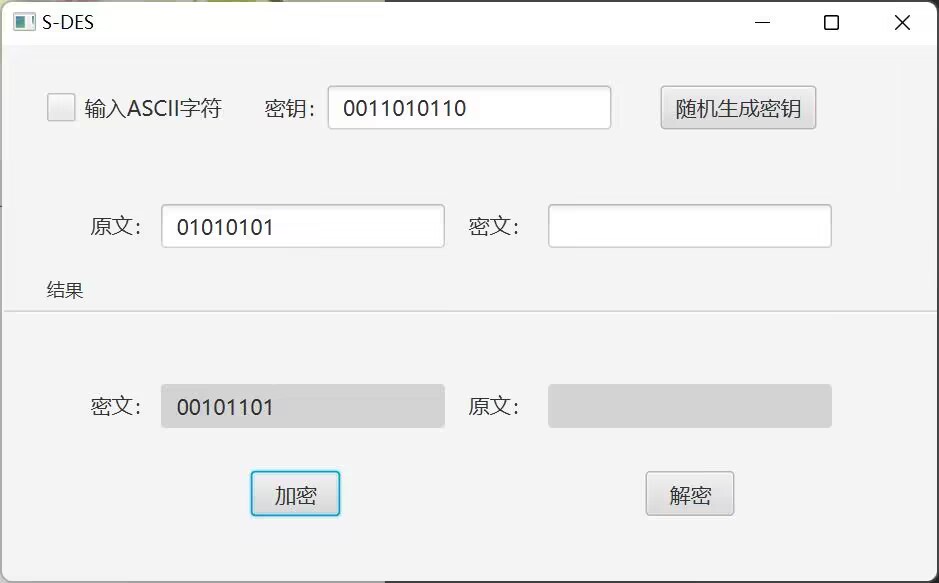 S-DES
输入ASCII字符 密钥： 0011010110 随机生成密钥
原文： 01010101 密文：
结果
密文： 00101101 原文：
加密 解密